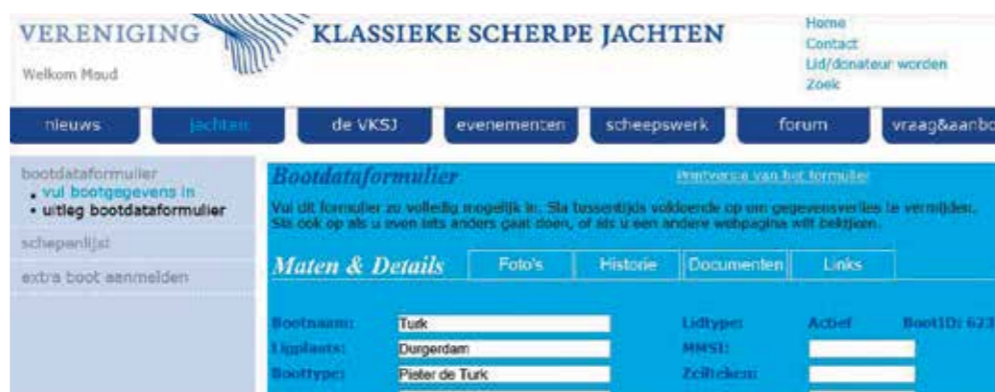 VERENIGING KLASSIEKE SCHERPE JACHTEN
Welkom Maud
Home
Contact
Lid/donateur worden
Zoek
nieuws jachten de VKSJ evenementen scheepswerk forum vraag&aanbo
bootdataformulier
• vul bootgegevens in
• uitleg bootdataformulier
schepenlijst
extra boot aanmelden
Bootdataformulier Printversie van het formulier
Vul dit formulier zo volledig mogelijk in. Sla tussentijds voldoende op om gegevensverlies te vermijden.
Sla ook op als u even iets anders gaat doen, of als u een andere webpagina wilt bekijken.
Maten & Details Foto's Historie Documenten Links
Bootnaam: Turk Lidtype: Actief BootID: 623
Ligplaats: Durgerdam MMSI:
Boottype: Pieter de Turk Zeilteken: